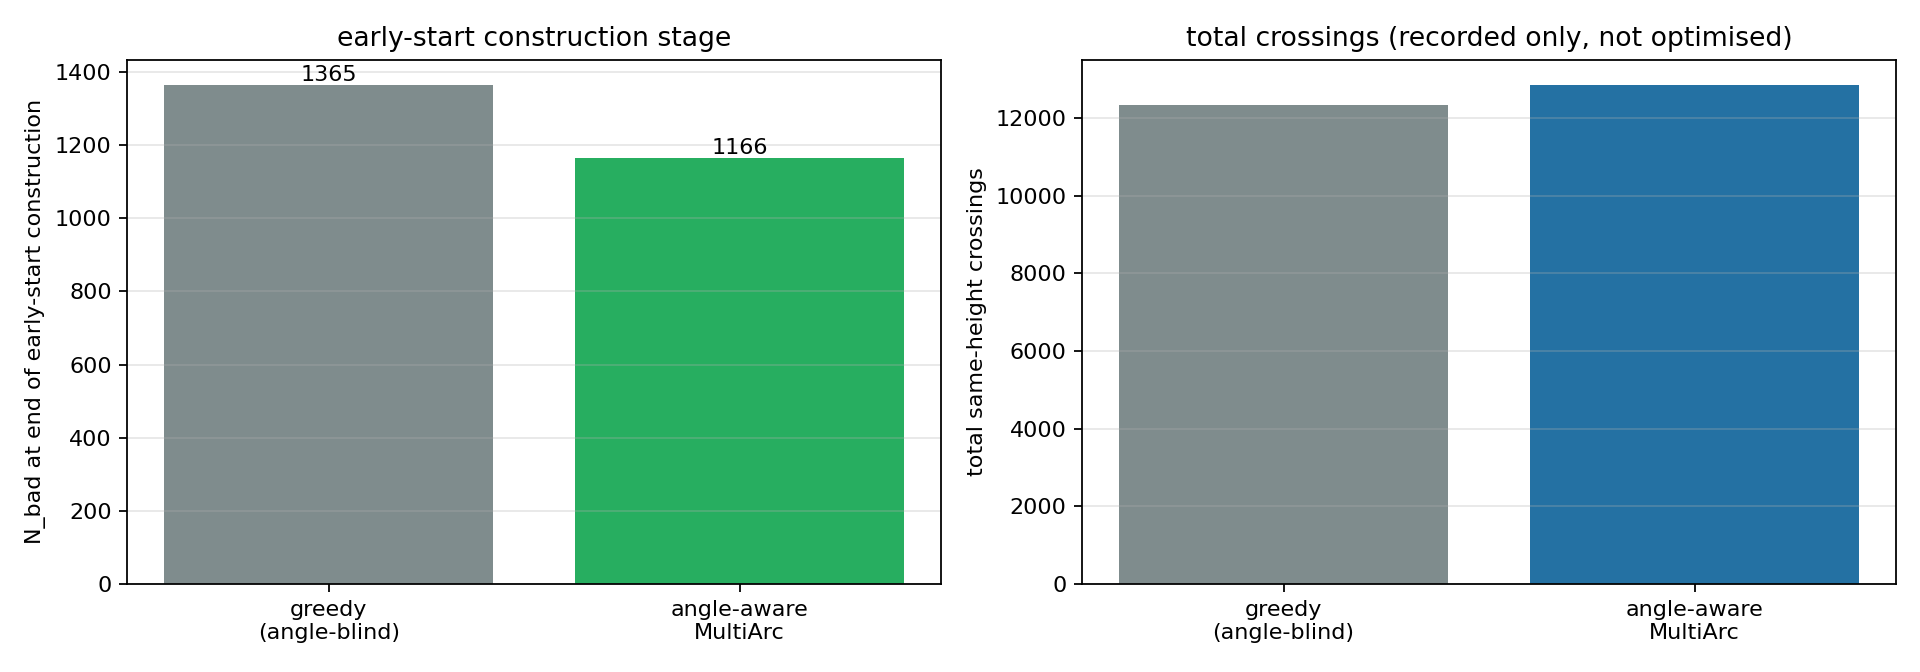 early-start construction stage
N_bad at end of early-start construction
1400
1200
1000
800
600
400
200
0
1365
1166
greedy
(angle-blind)
angle-aware
MultiArc
total crossings (recorded only, not optimised)
total same-height crossings
12000
10000
8000
6000
4000
2000
0
greedy
(angle-blind)
angle-aware
MultiArc